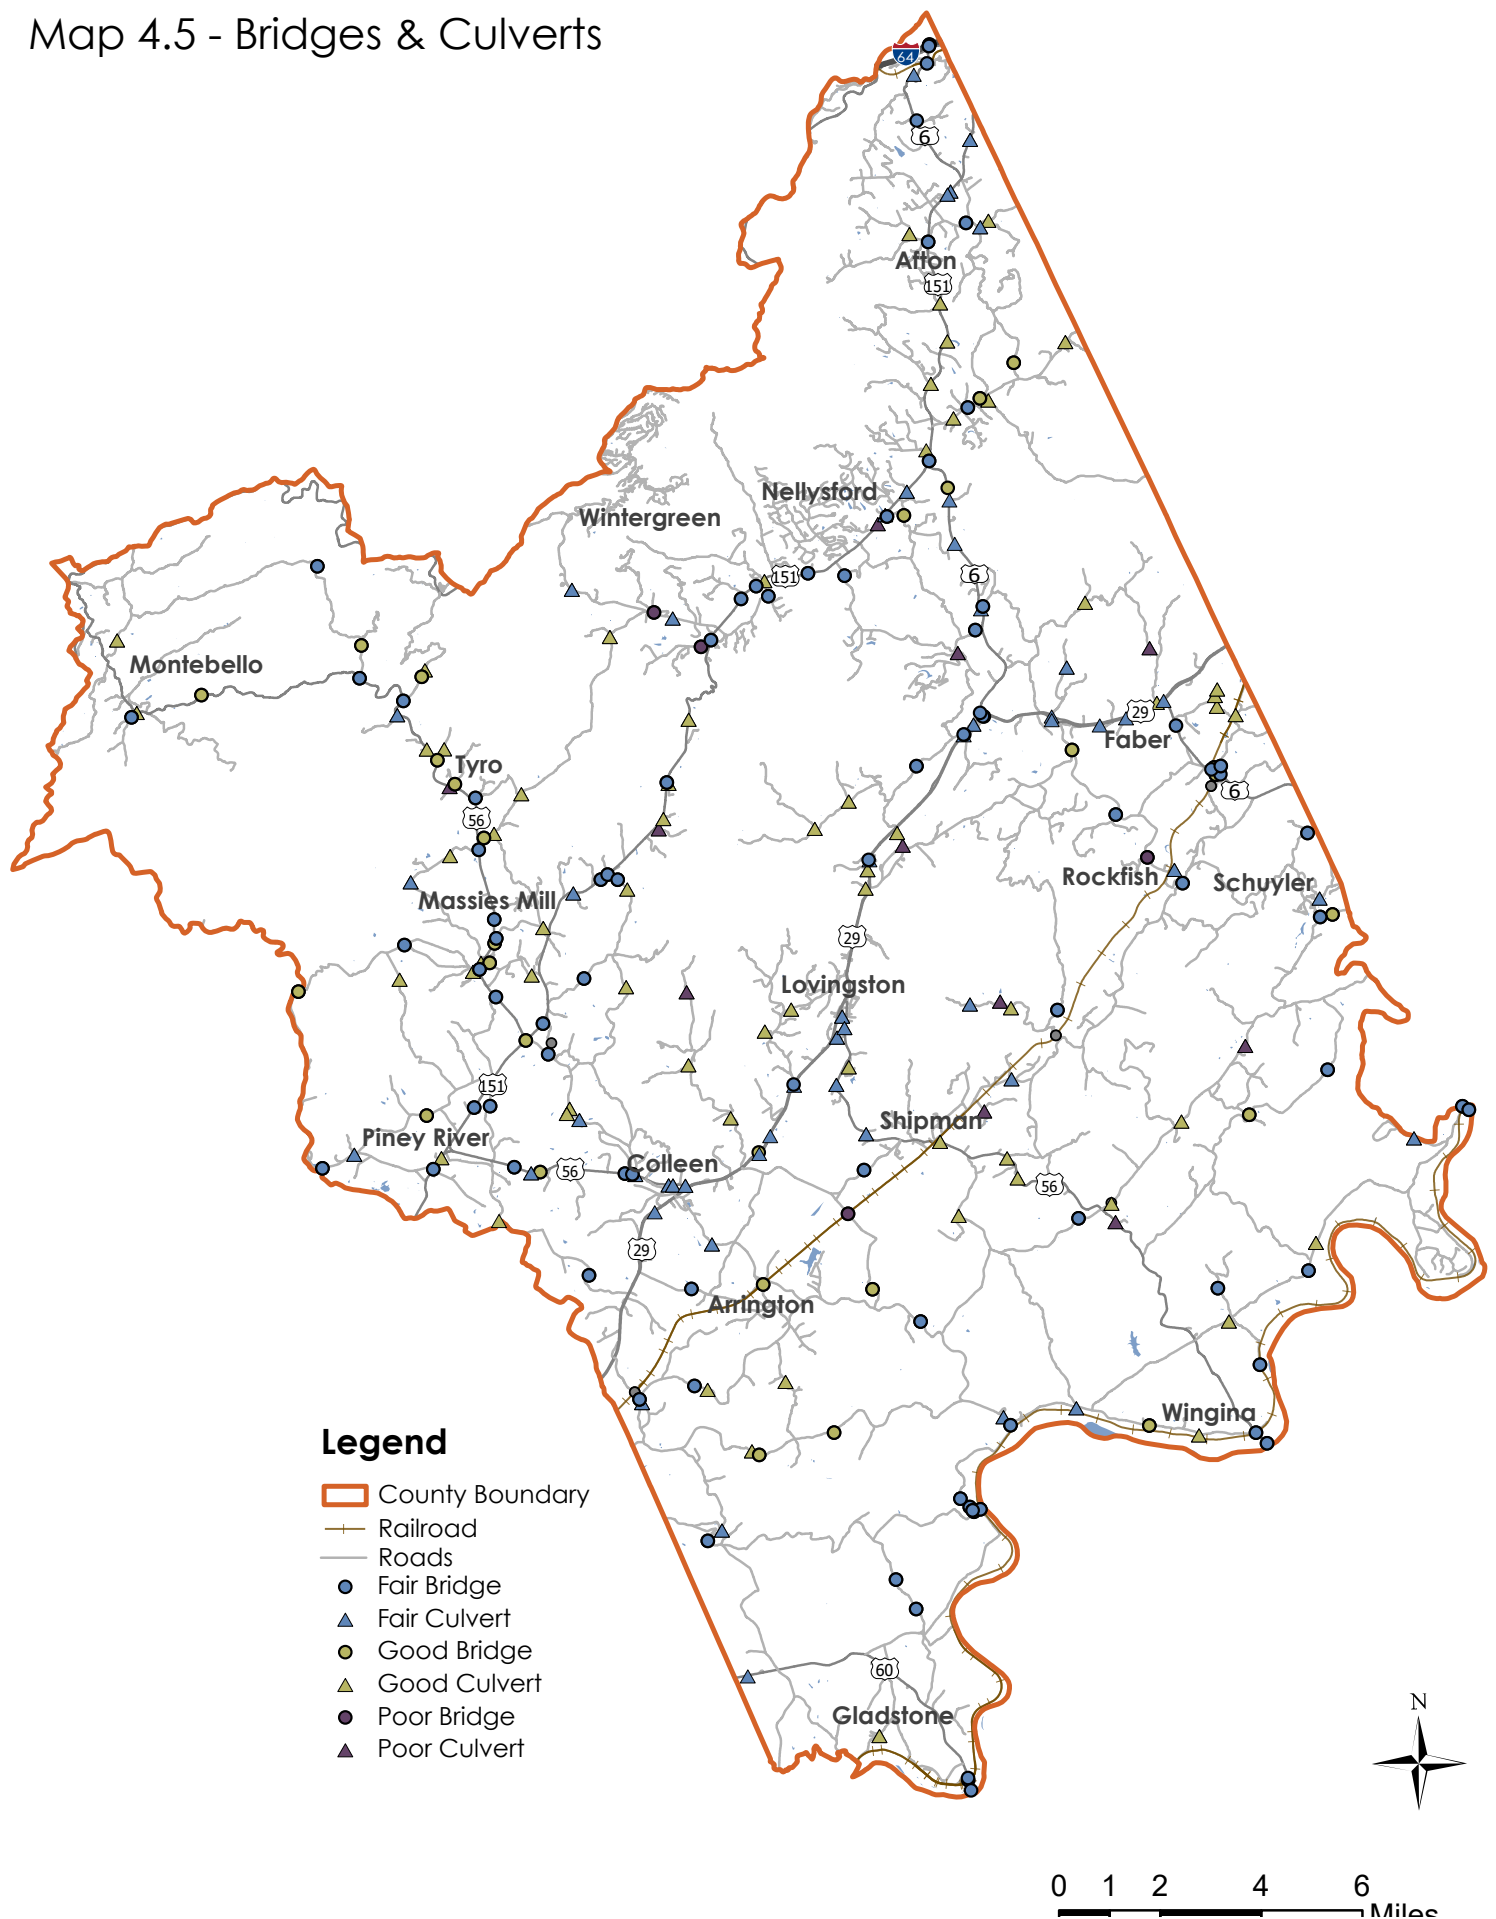 Map 4.5 - Bridges & Culverts
64
6
Afton
151
Nellysford
Wintergreen
151
6
Montebello
29
Faber
Tyro
6
56
Rockfish
Schuyler
Massies Mill
29
Lovingston
151
Shipman
Piney River
Colleen
56
56
29
Arrington
Wingina
Legend
County Boundary
Railroad
Roads
Fair Bridge
Fair Culvert
Good Bridge
Good Culvert
Poor Bridge
Poor Culvert
60
Gladstone
N
0 1 2 4 6
Miles